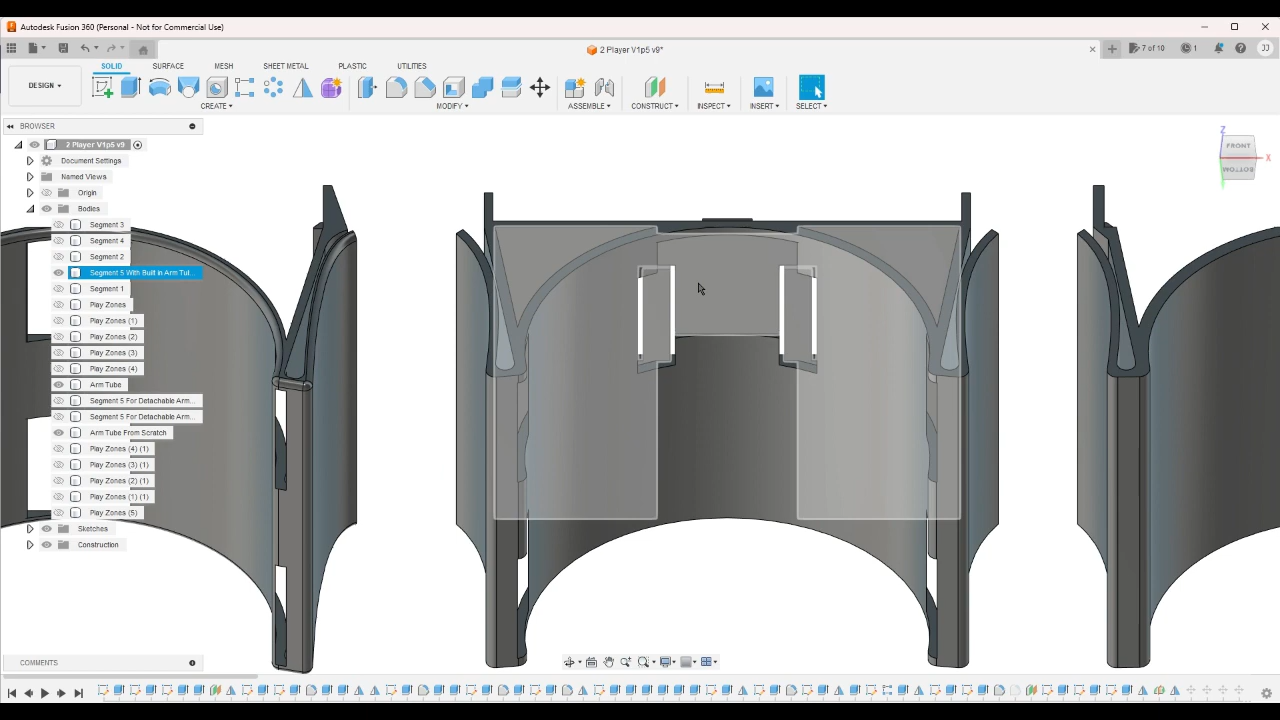 Autodesk Fusion 360 (Personal - Not for Commercial Use)
2 Player V1p5 v9*
7 of 10
1
JJ
DESIGN
SOLID
SURFACE
MESH
SHEET METAL
PLASTIC
UTILITIES
CREATE
MODIFY
ASSEMBLE
CONSTRUCT
INSPECT
INSERT
SELECT
BROWSER
2 Player V1p5 v9
Document Settings
Named Views
Origin
Bodies
Segment 3
Segment 4
Segment 2
Segment 5 With Built in Arm Tu(...
Segment 1
Play Zones
Play Zones (1)
Play Zones (2)
Play Zones (3)
Play Zones (4)
Arm Tube
Segment 5 For Detachable Arm...
Segment 5 For Detachable Arm...
Arm Tube From Scratch
Play Zones (4) (1)
Play Zones (3) (1)
Play Zones (2) (1)
Play Zones (1) (1)
Play Zones (5)
Sketches
Construction
COMMENTS
Z
FRONT
X
BOTTOM